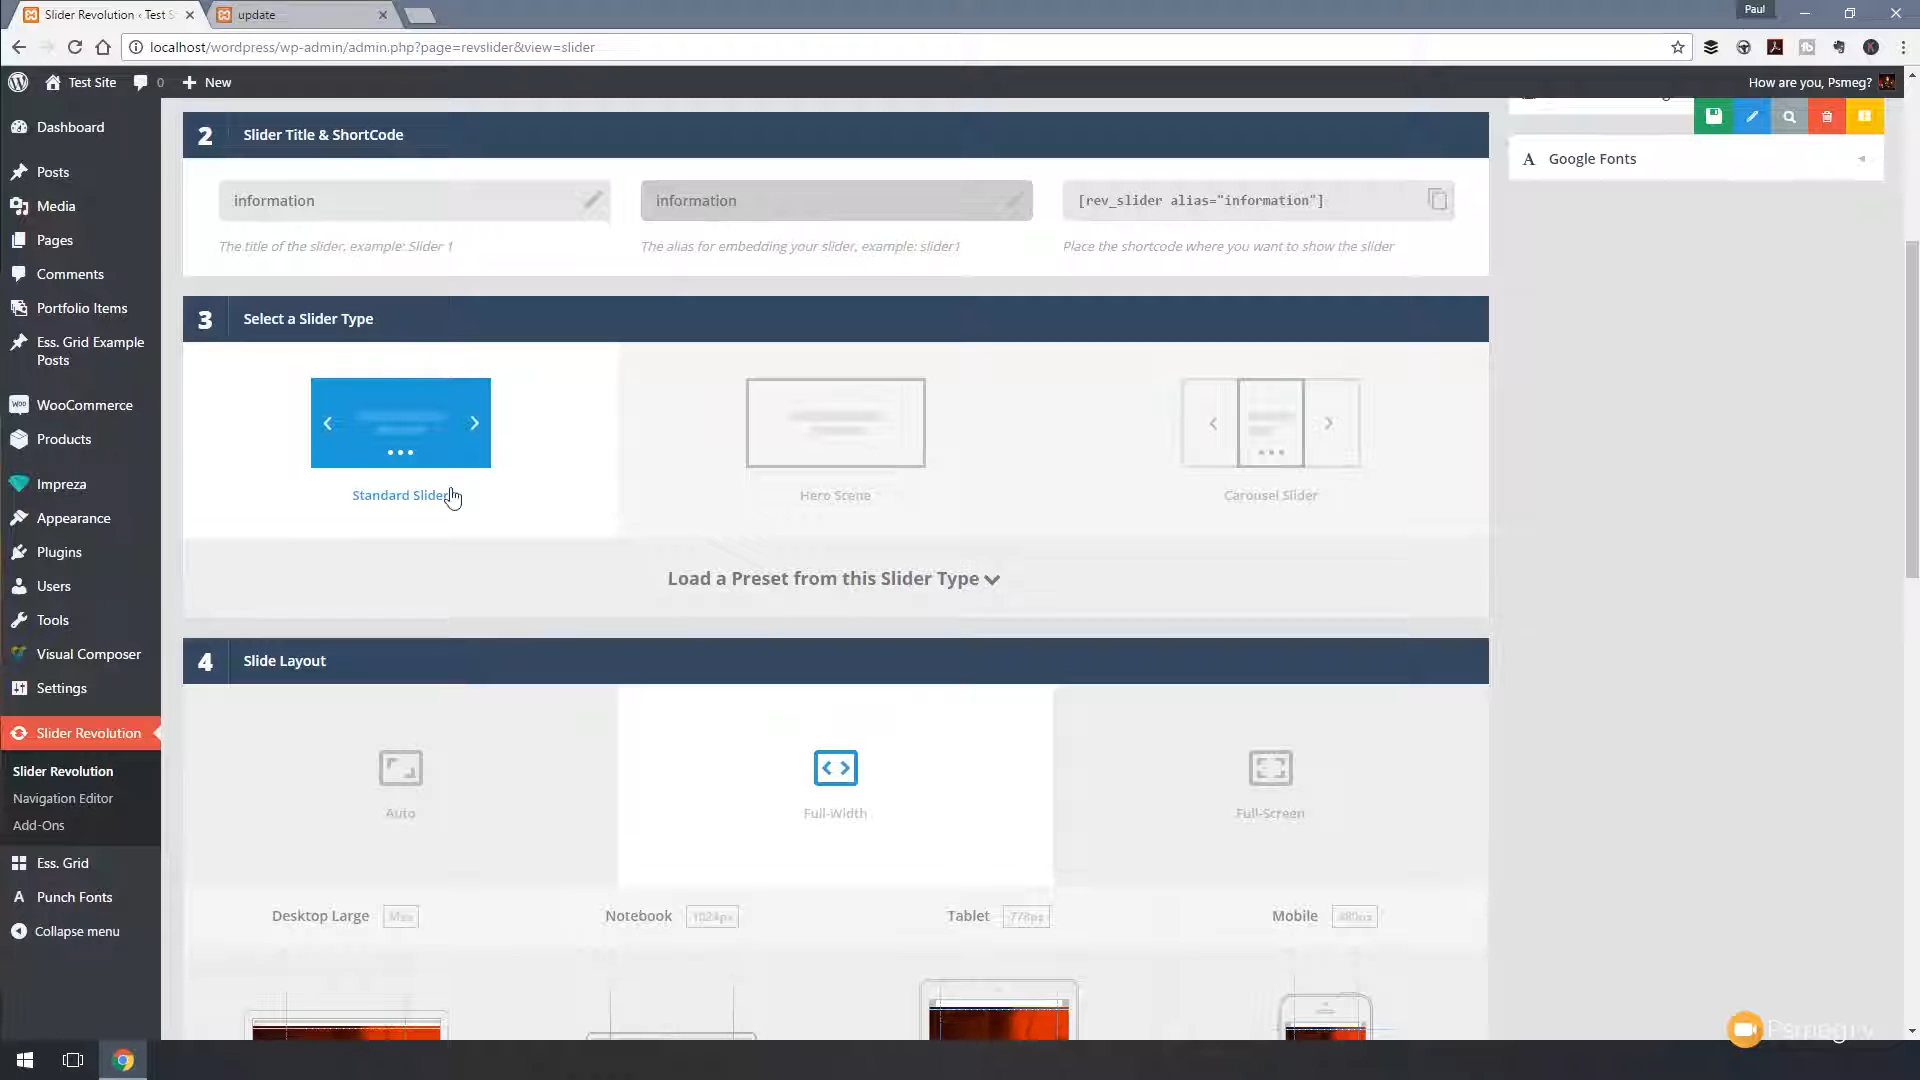 Slider Revolution ‹ Test S
update
Paul
localhost/wordpress/wp-admin/admin.php?page=revslider&view=slider
Test Site
0
New
How are you, Psmeg?
Dashboard
Posts
Media
Pages
Comments
Portfolio Items
Ess. Grid Example
Posts
WooCommerce
Products
Impreza
Appearance
Plugins
Users
Tools
Visual Composer
Settings
Slider Revolution
Slider Revolution
Navigation Editor
Add-Ons
Ess. Grid
Punch Fonts
Collapse menu
2 Slider Title & ShortCode
information
information
[rev_slider alias="information"]
The title of the slider, example: Slider 1
The alias for embedding your slider, example: slider1
Place the shortcode where you want to show the slider
3 Select a Slider Type
Standard Slider
Hero Scene
Carousel Slider
Load a Preset from this Slider Type
4 Slide Layout
Auto
Full-Width
Full-Screen
Desktop Large Max
Notebook 1024px
Tablet 778px
Mobile 480px
Google Fonts